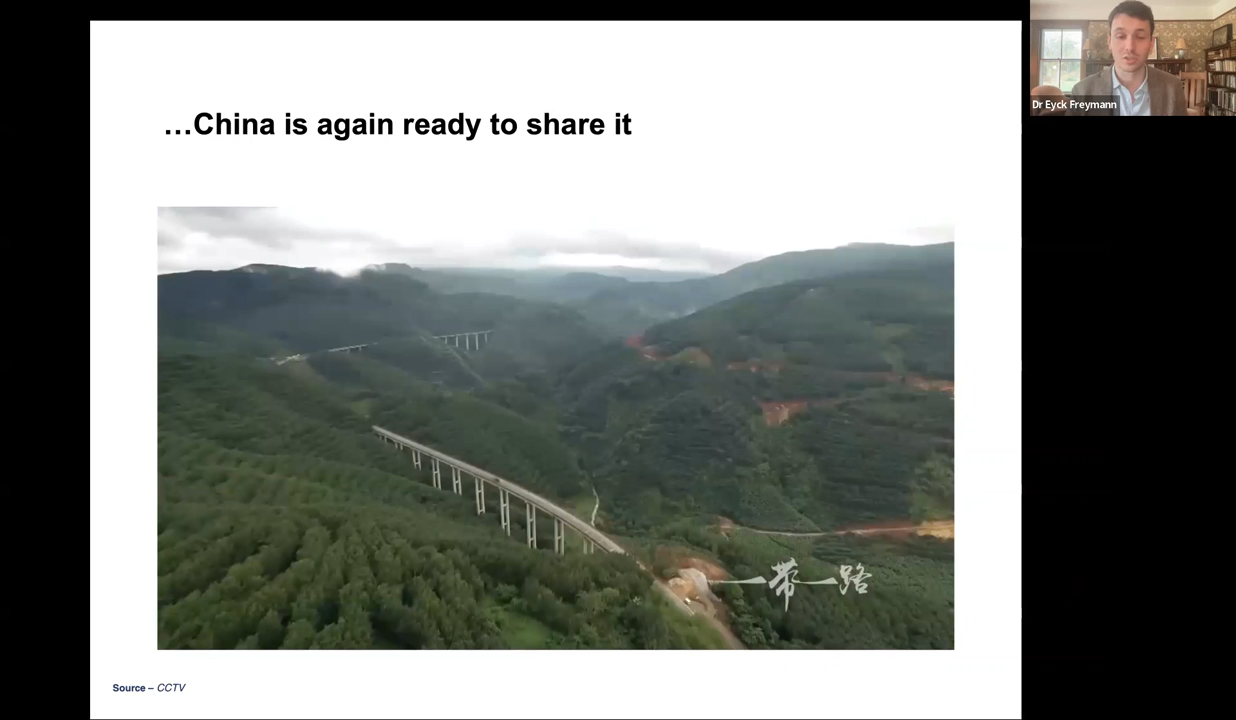 …China is again ready to share it
Dr Eyck Freymann
一带一路
Source – CCTV